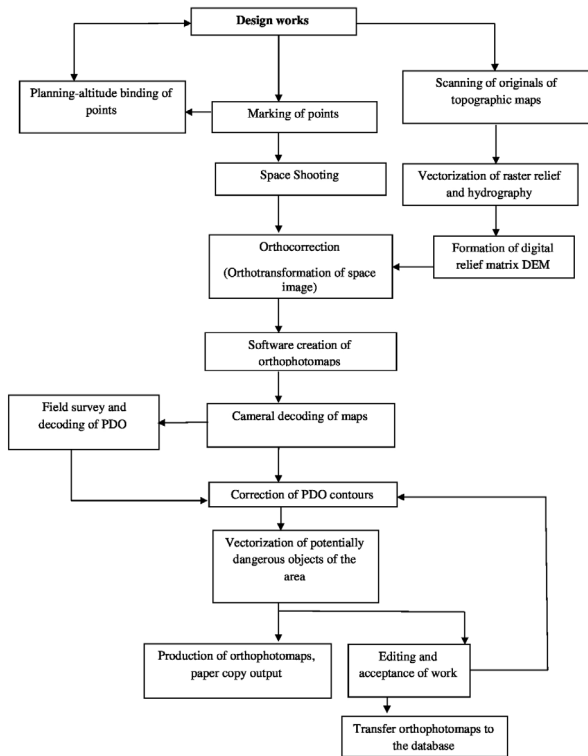 Design works
Planning-altitude binding of
points
Scanning of originals of
topographic maps
Marking of points
Space Shooting
Vectorization of raster relief
and hydrography
Orthocorrection
(Orthotransformation of space
image)
Formation of digital
relief matrix DEM
Software creation of
orthophotomaps
Field survey and
decoding of PDO
Cameral decoding of maps
Correction of PDO contours
Vectorization of potentially
dangerous objects of the
area
Production of orthophotomaps,
paper copy output
Editing and
acceptance of work
Transfer orthophotomaps to
the database